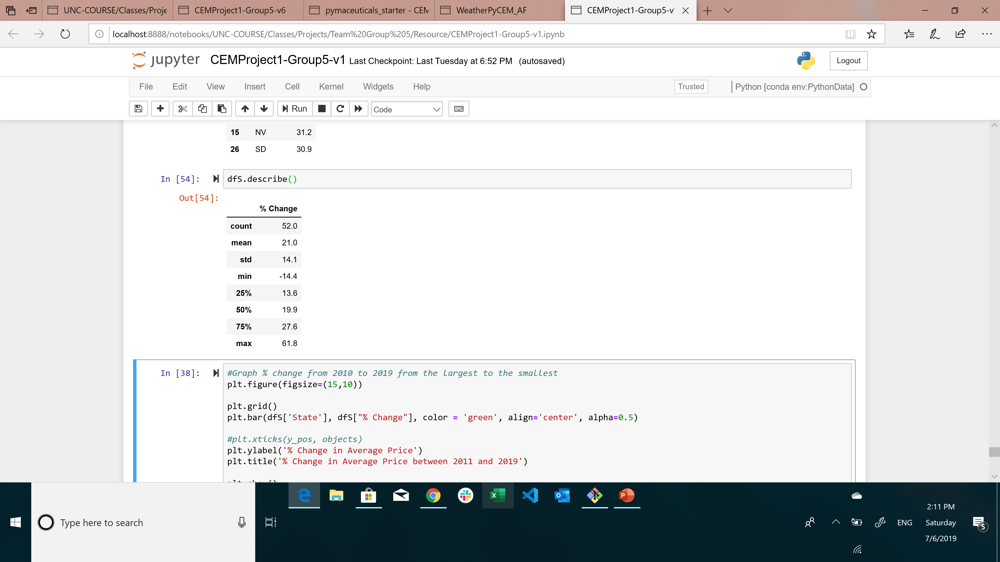 UNC-COURSE/Classes/Proje
CEMProject1-Group5-v6
pymaceuticals_starter - CEM
WeatherPyCEM_AF
CEMProject1-Group5-v
localhost:8888/notebooks/UNC-COURSE/Classes/Projects/Team%20Group%205/Resource/CEMProject1-Group5-v1.ipynb
jupyter CEMProject1-Group5-v1 Last Checkpoint: Last Tuesday at 6:52 PM (autosaved)
Logout
File Edit View Insert Cell Kernel Widgets Help
Trusted
Python [conda env:PythonData]
Run
Code
15 NV 31.2
26 SD 30.9
In [54]: dfS.describe()
Out[54]:
% Change
count 52.0
mean 21.0
std 14.1
min -14.4
25% 13.6
50% 19.9
75% 27.6
max 61.8
In [38]: #Graph % change from 2010 to 2019 from the largest to the smallest
plt.figure(figsize=(15,10))
plt.grid()
plt.bar(dfS['State'], dfS["% Change"], color = 'green', align='center', alpha=0.5)
#plt.xticks(y_pos, objects)
plt.ylabel('% Change in Average Price')
plt.title('% Change in Average Price between 2011 and 2019')
Type here to search
ENG
2:11 PM
Saturday
7/6/2019
5